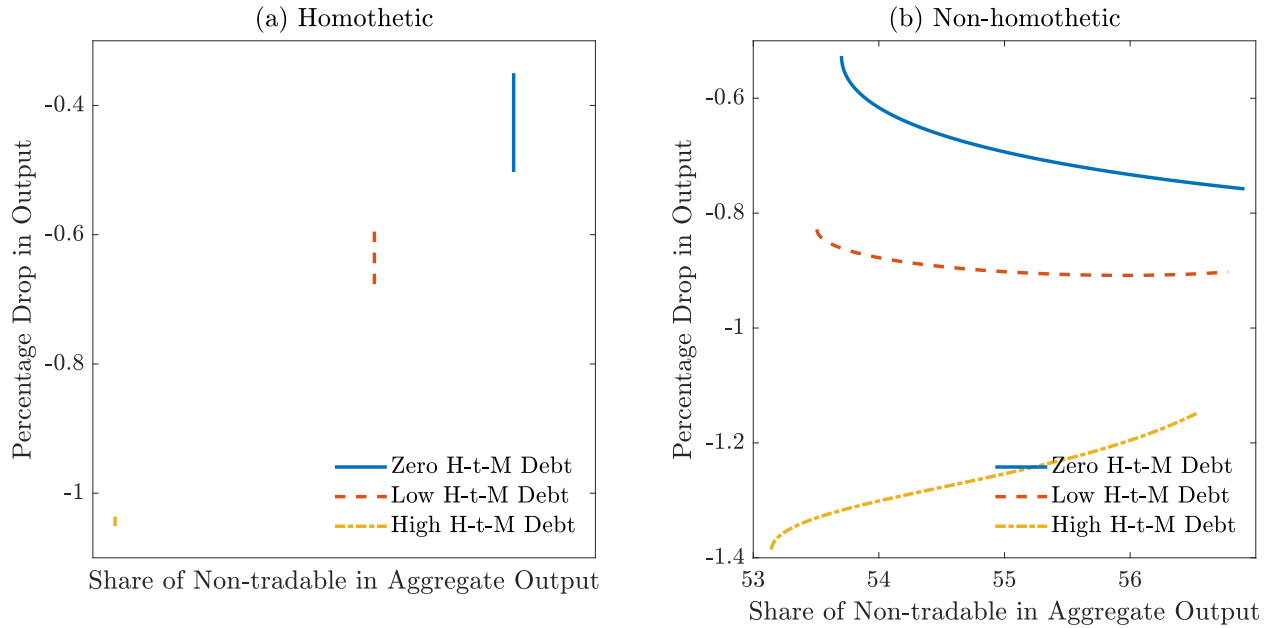 (a) Homothetic
Percentage Drop in Output
-0.4
-0.6
-0.8
-1
Zero H-t-M Debt
Low H-t-M Debt
High H-t-M Debt
Share of Non-tradable in Aggregate Output
(b) Non-homothetic
Percentage Drop in Output
-0.6
-0.8
-1
-1.2
-1.4
Zero H-t-M Debt
Low H-t-M Debt
High H-t-M Debt
53 54 55 56
Share of Non-tradable in Aggregate Output